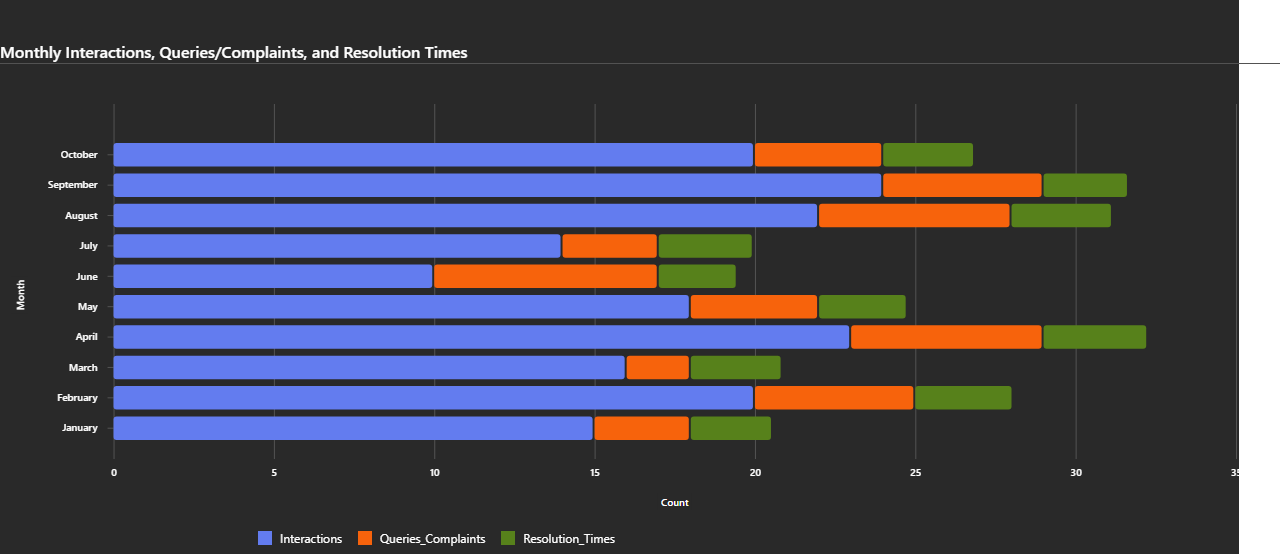 Monthly Interactions, Queries/Complaints, and Resolution Times
October
September
August
July
June
May
April
March
February
January
Month
0 5 10 15 20 25 30 35
Count
Interactions Queries_Complaints Resolution_Times